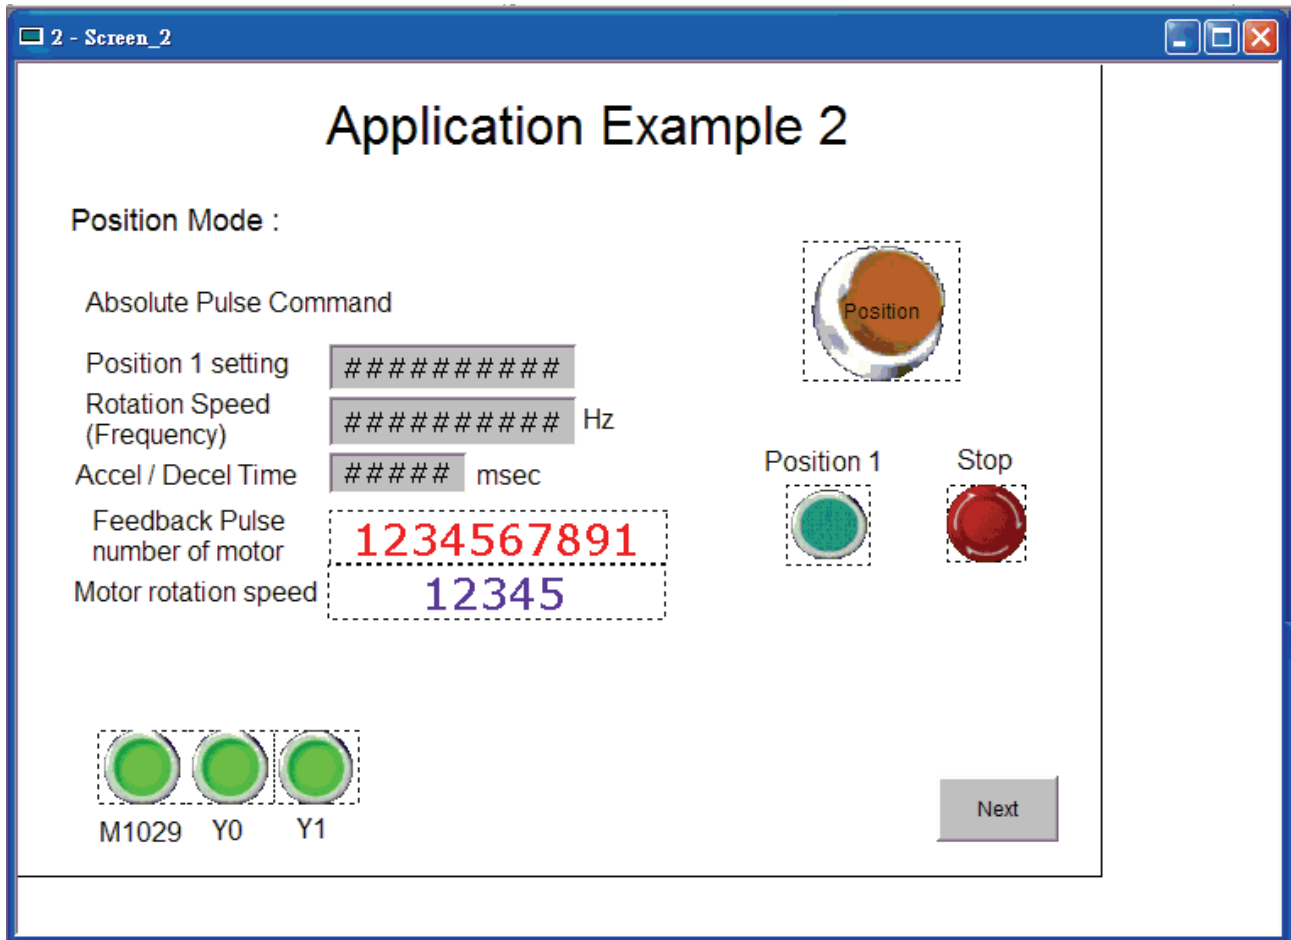 2 - Screen_2
Application Example 2
Position Mode :
Position
Absolute Pulse Command
Position 1 setting ##########
Rotation Speed
(Frequency) ########## Hz
Accel / Decel Time ##### msec
Position 1 Stop
Feedback Pulse
number of motor 1234567891
Motor rotation speed 12345
M1029 Y0 Y1
Next